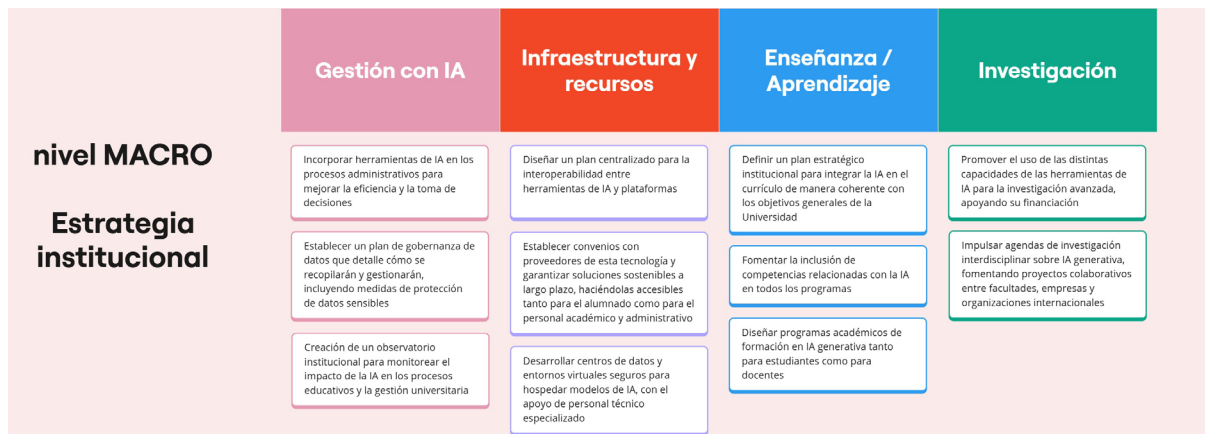 nivel MACRO
Estrategia
institucional
Gestión con IA
Incorporar herramientas de IA en los
procesos administrativos para
mejorar la eficiencia y la toma de
decisiones
Establecer un plan de gobernanza de
datos que detalle cómo se
recopilarán y gestionarán,
incluyendo medidas de protección
de datos sensibles
Creación de un observatorio
institucional para monitorear el
impacto de la IA en los procesos
educativos y la gestión universitaria
Infraestructura y
recursos
Diseñar un plan centralizado para la
interoperabilidad entre
herramientas de IA y plataformas
Establecer convenios con
proveedores de esta tecnología y
garantizar soluciones sostenibles a
largo plazo, haciéndolas accesibles
tanto para el alumnado como para el
personal académico y administrativo
Desarrollar centros de datos y
entornos virtuales seguros para
hospedar modelos de IA, con el
apoyo de personal técnico
especializado
Enseñanza /
Aprendizaje
Definir un plan estratégico
institucional para integrar la IA en el
currículo de manera coherente con
los objetivos generales de la
Universidad
Fomentar la inclusión de
competencias relacionadas con la IA
en todos los programas
Diseñar programas académicos de
formación en IA generativa tanto
para estudiantes como para
docentes
Investigación
Promover el uso de las distintas
capacidades de las herramientas de
IA para la investigación avanzada,
apoyando su financiación
Impulsar agendas de investigación
interdisciplinar sobre IA generativa,
fomentando proyectos colaborativos
entre facultades, empresas y
organizaciones internacionales